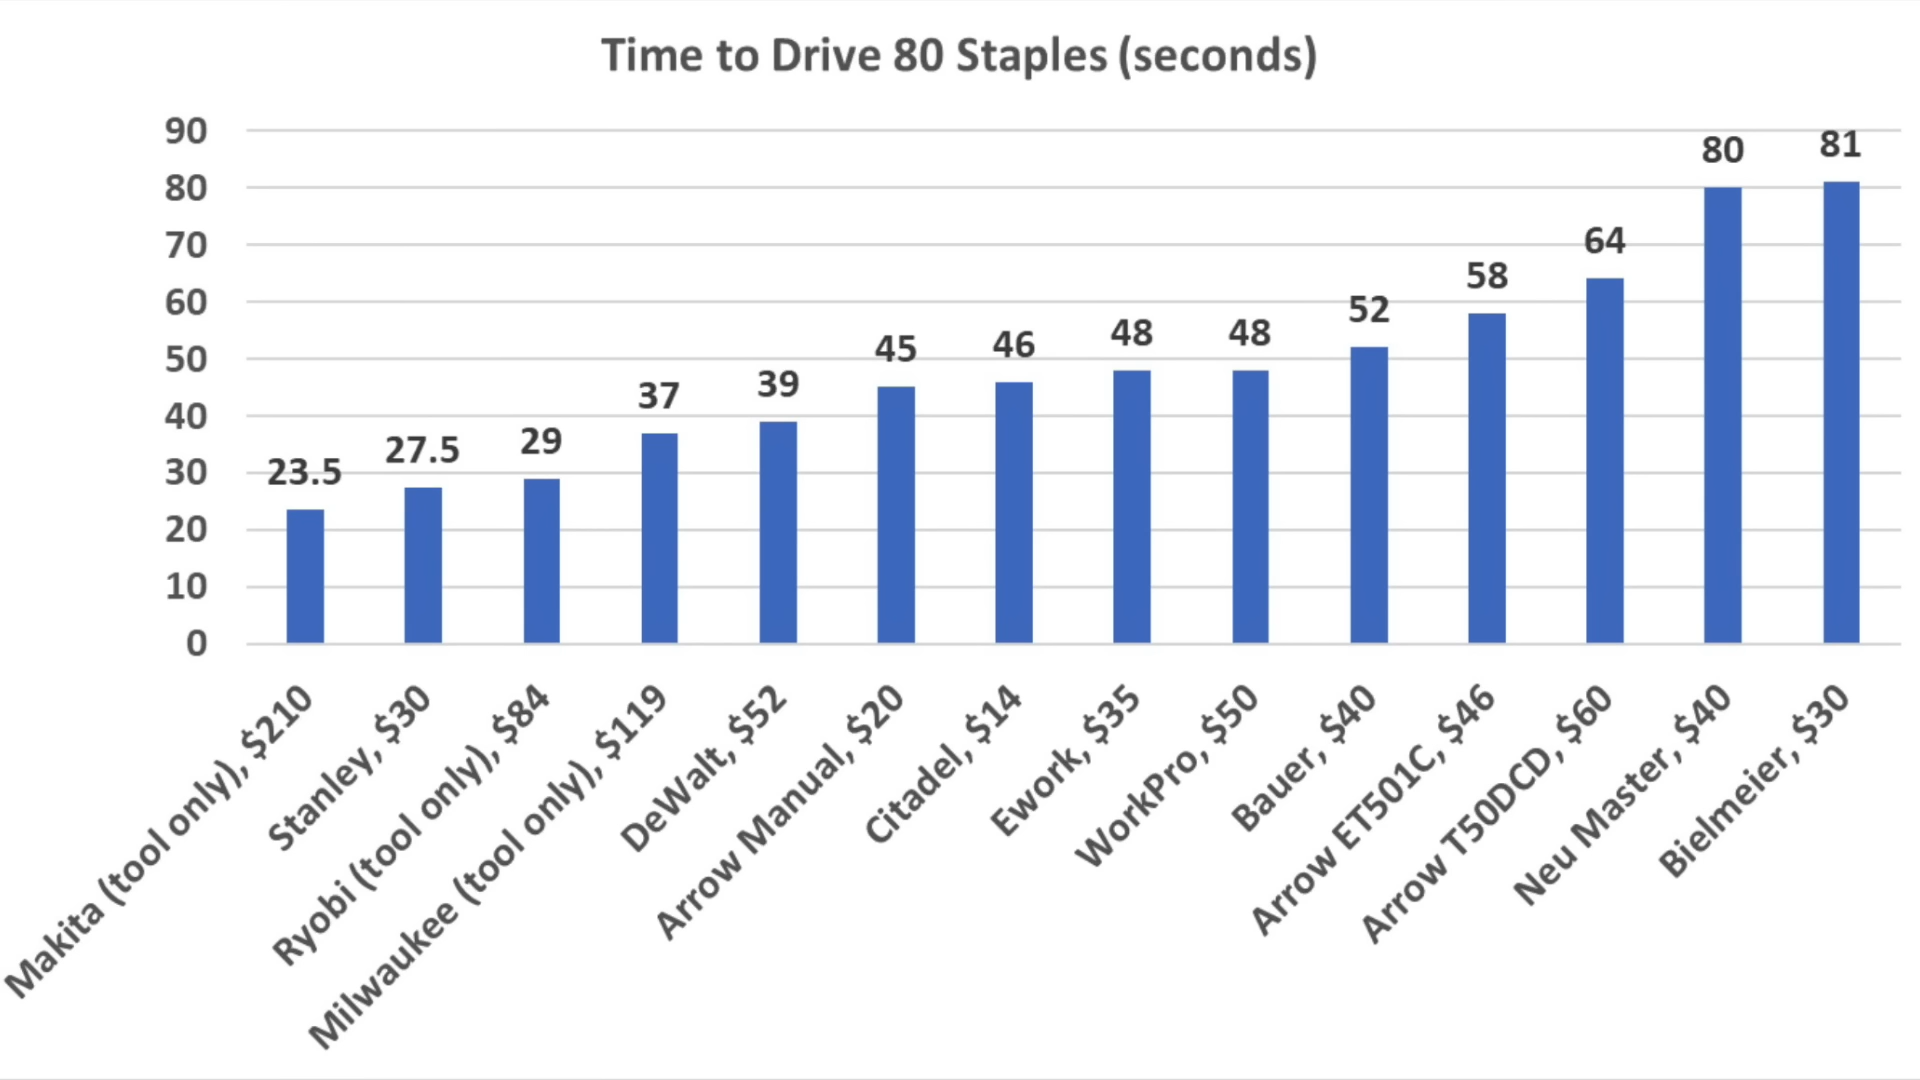 Time to Drive 80 Staples (seconds)
90
80
70
60
50
40
30
20
10
0
23.5
27.5
29
37
39
45
46
48
48
52
58
64
80
81
Makita (tool only), $210
Stanley, $30
Ryobi (tool only), $84
Milwaukee (tool only), $119
DeWalt, $52
Arrow Manual, $20
Citadel, $14
Ework, $35
WorkPro, $50
Bauer, $40
Arrow ET501C, $46
Arrow T50DCD, $60
Neu Master, $40
Bielmeier, $30